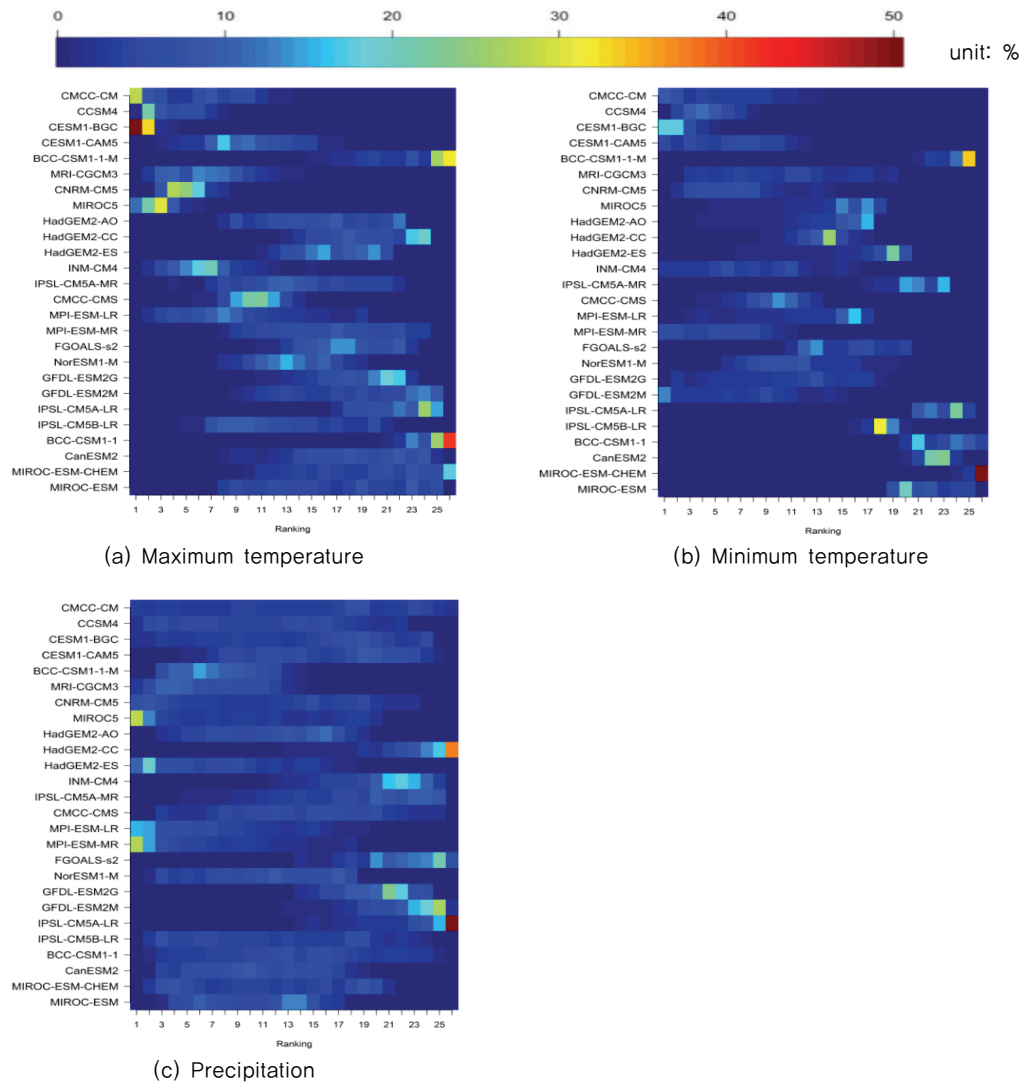 0 10 20 30 40 50
unit: %
CMCC-CM
CCSM4
CESM1-BGC
CESM1-CAM5
BCC-CSM1-1-M
MRI-CGCM3
CNRM-CM5
MIROC5
HadGEM2-AO
HadGEM2-CC
HadGEM2-ES
INM-CM4
IPSL-CM5A-MR
CMCC-CMS
MPI-ESM-LR
MPI-ESM-MR
FGOALS-s2
NorESM1-M
GFDL-ESM2G
GFDL-ESM2M
IPSL-CM5A-LR
IPSL-CM5B-LR
BCC-CSM1-1
CanESM2
MIROC-ESM-CHEM
MIROC-ESM
1 3 5 7 9 11 13 15 17 19 21 23 25
Ranking
(a) Maximum temperature
CMCC-CM
CCSM4
CESM1-BGC
CESM1-CAM5
BCC-CSM1-1-M
MRI-CGCM3
CNRM-CM5
MIROC5
HadGEM2-AO
HadGEM2-CC
HadGEM2-ES
INM-CM4
IPSL-CM5A-MR
CMCC-CMS
MPI-ESM-LR
MPI-ESM-MR
FGOALS-s2
NorESM1-M
GFDL-ESM2G
GFDL-ESM2M
IPSL-CM5A-LR
IPSL-CM5B-LR
BCC-CSM1-1
CanESM2
MIROC-ESM-CHEM
MIROC-ESM
1 3 5 7 9 11 13 15 17 19 21 23 25
Ranking
(b) Minimum temperature
CMCC-CM
CCSM4
CESM1-BGC
CESM1-CAM5
BCC-CSM1-1-M
MRI-CGCM3
CNRM-CM5
MIROC5
HadGEM2-AO
HadGEM2-CC
HadGEM2-ES
INM-CM4
IPSL-CM5A-MR
CMCC-CMS
MPI-ESM-LR
MPI-ESM-MR
FGOALS-s2
NorESM1-M
GFDL-ESM2G
GFDL-ESM2M
IPSL-CM5A-LR
IPSL-CM5B-LR
BCC-CSM1-1
CanESM2
MIROC-ESM-CHEM
MIROC-ESM
1 3 5 7 9 11 13 15 17 19 21 23 25
Ranking
(c) Precipitation